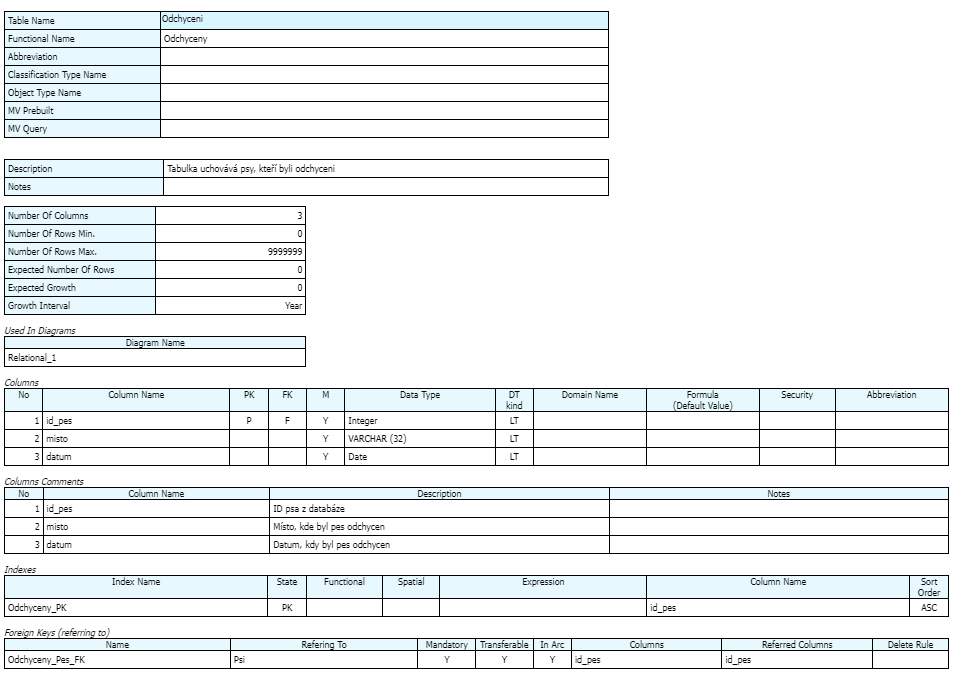 Table Name Odchyceni
Functional Name Odchyceny
Abbreviation
Classification Type Name
Object Type Name
MV Prebuilt
MV Query
Description Tabulka uchovává psy, kteří byli odchyceni
Notes
Number Of Columns 3
Number Of Rows Min. 0
Number Of Rows Max. 9999999
Expected Number Of Rows 0
Expected Growth 0
Growth Interval Year
Used In Diagrams
Diagram Name
Relational_1
Columns
No Column Name PK FK M Data Type DT kind Domain Name Formula (Default Value) Security Abbreviation
1 id_pes P F Y Integer LT
2 misto Y VARCHAR (32) LT
3 datum Y Date LT
Columns Comments
No Column Name Description Notes
1 id_pes ID psa z databáze
2 misto Místo, kde byl pes odchycen
3 datum Datum, kdy byl pes odchycen
Indexes
Index Name State Functional Spatial Expression Column Name Sort Order
Odchyceny_PK PK id_pes ASC
Foreign Keys (referring to)
Name Refering To Mandatory Transferable In Arc Columns Referred Columns Delete Rule
Odchyceny_Pes_FK Psi Y Y Y id_pes id_pes